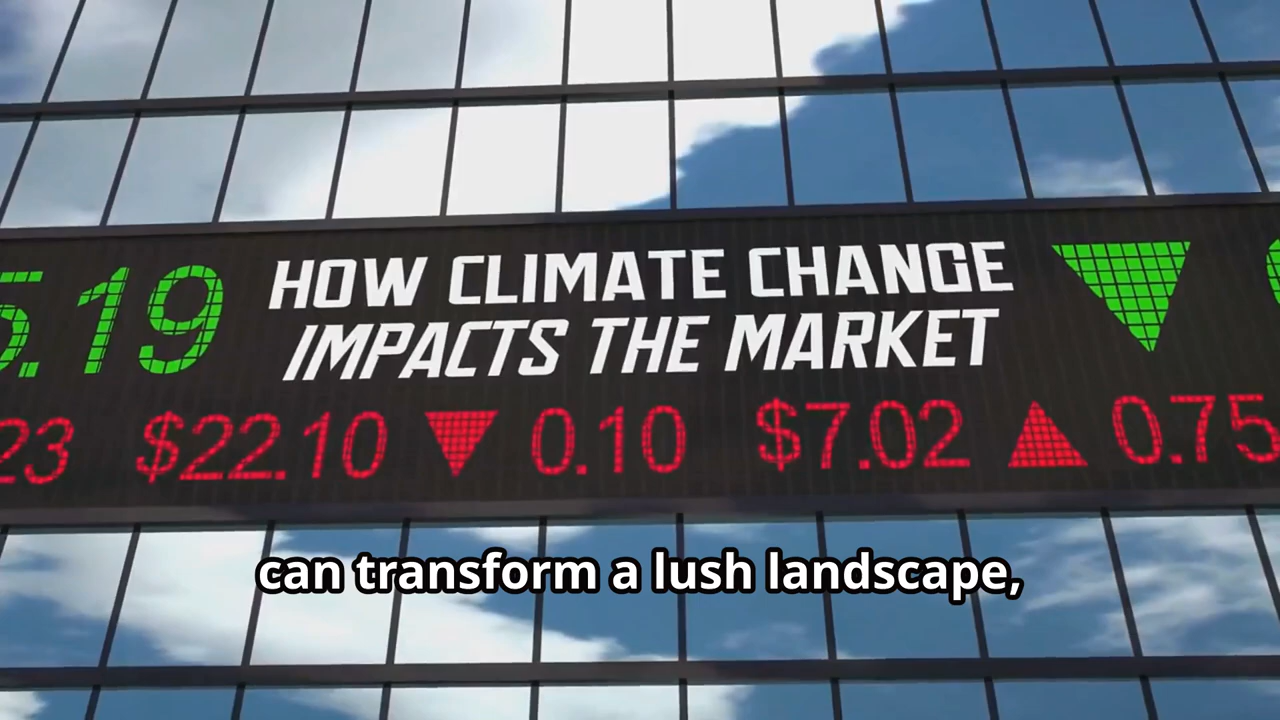 5.19
HOW CLIMATE CHANGE
IMPACTS THE MARKET
23 $22.10 ▼ 0.10 $7.02 ▲ 0.75
can transform a lush landscape,